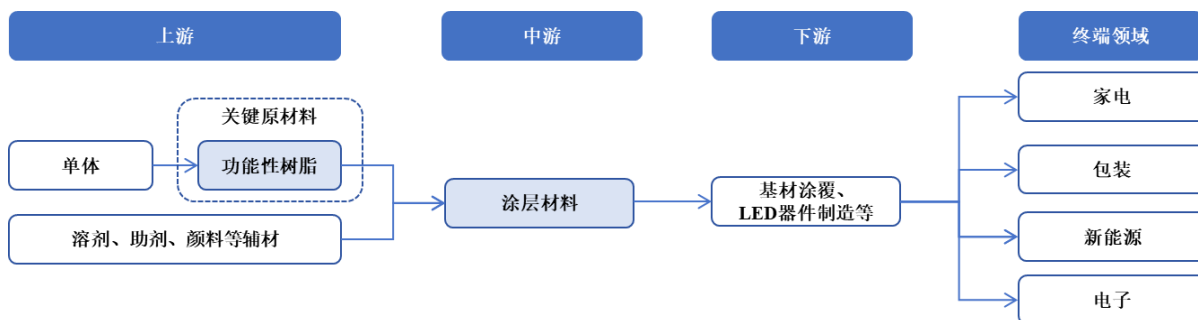 上游
中游
下游
终端领域
关键原材料
单体
功能性树脂
溶剂、助剂、颜料等辅材
涂层材料
基材涂覆、
LED器件制造等
家电
包装
新能源
电子